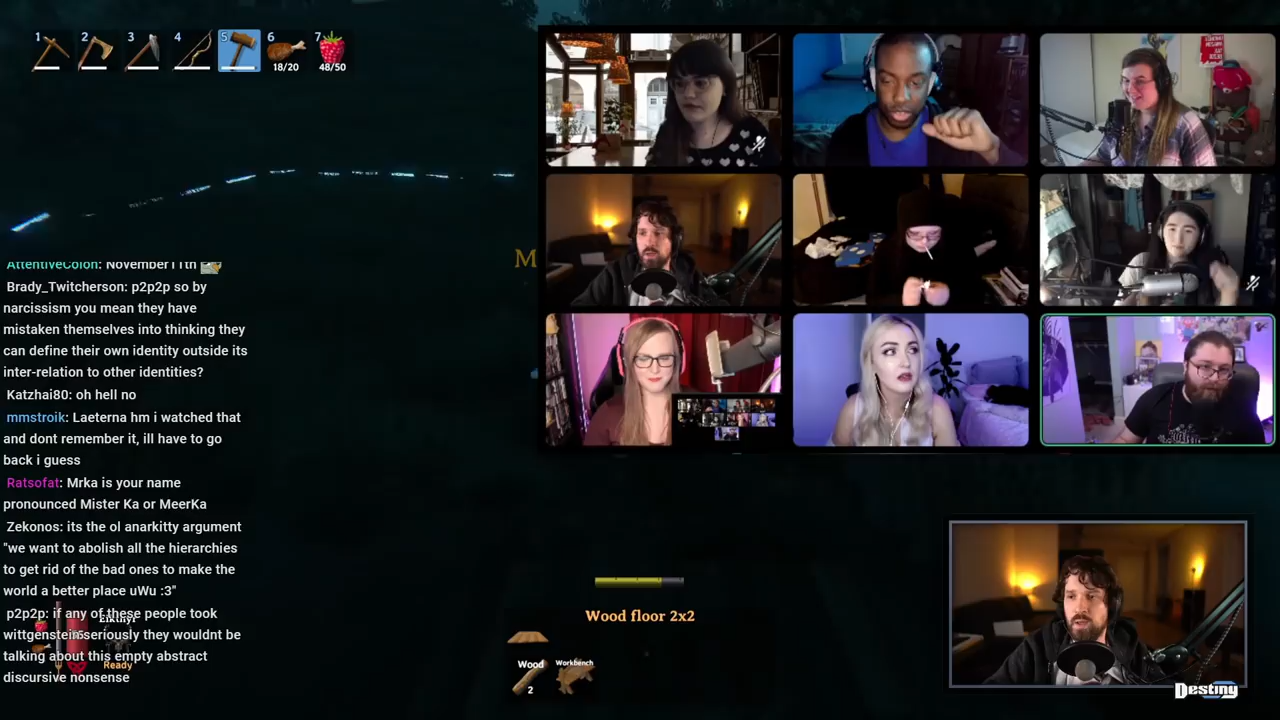 1
2
3
4
5
6
7
18/20
48/50
M
AttentiveColon: November11th
Brady_Twitcherson: p2p2p so by
narcissism you mean they have
mistaken themselves into thinking they
can define their own identity outside its
inter-relation to other identities?
Katzhai80: oh hell no
mmstroik: Laeterna hm i watched that
and dont remember it, ill have to go
back i guess
Ratsofat: Mrka is your name
pronounced Mister Ka or MeerKa
Zekonos: its the ol anarkitty argument
"we want to abolish all the hierarchies
to get rid of the bad ones to make the
world a better place uWu :3"
p2p2p: if any of these people took
wittgenstein seriously they wouldnt be
talking about this empty abstract
discursive nonsense
Eikthyr
Ready
Wood floor 2x2
Wood
2
Workbench
Destiny